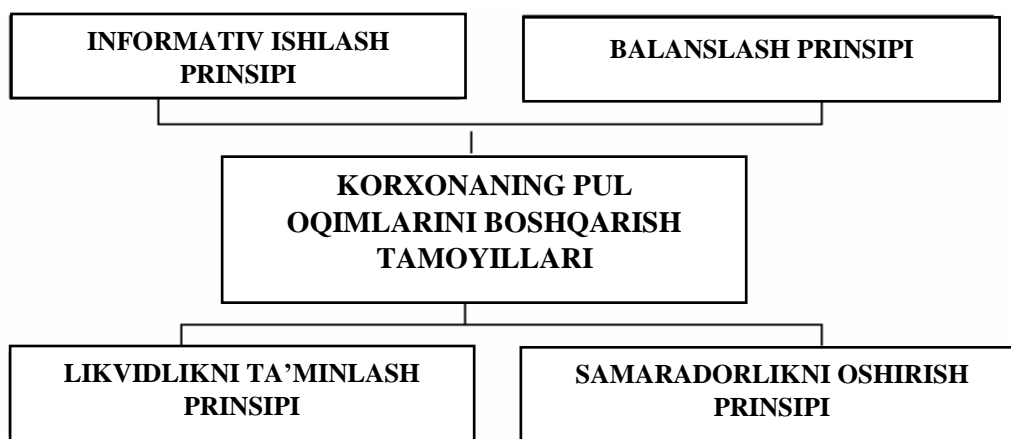 INFORMATIV ISHLASH
PRINSIPI
BALANSLASH PRINSIPI
KORXONANING PUL
OQIMLARINI BOSHQARISH
TAMOYILLARI
LIKVIDLIKNI TA’MINLASH
PRINSIPI
SAMARADORLIKNI OSHIRISH
PRINSIPI